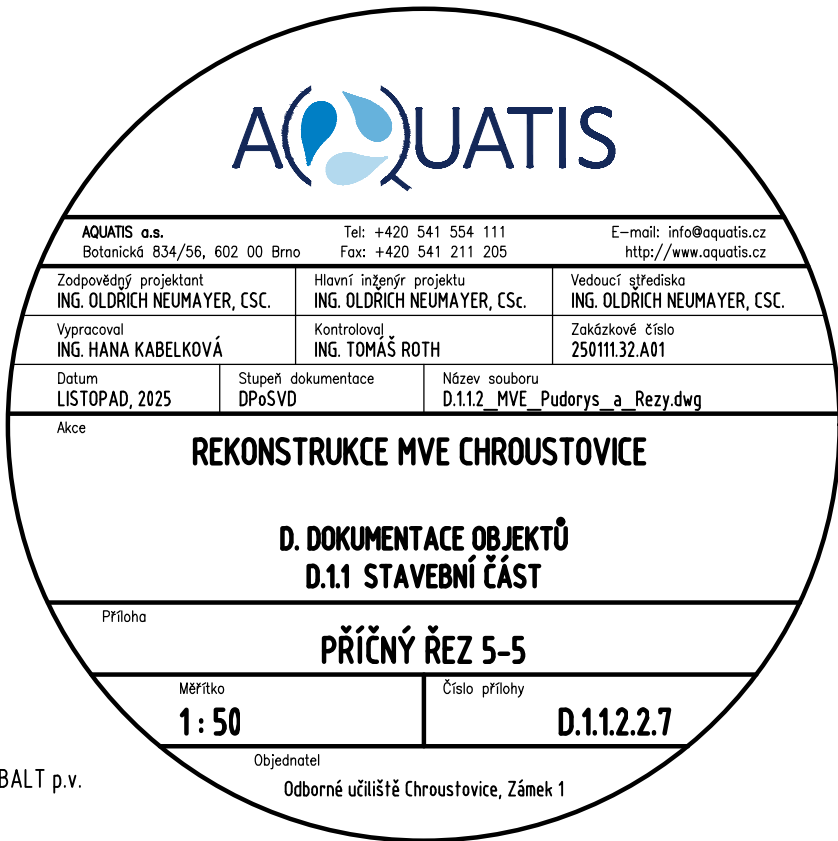 AQUATIS
AQUATIS a.s. Tel: +420 541 554 111 E-mail: info@aquatis.cz
Botanická 834/56, 602 00 Brno Fax: +420 541 211 205 http://www.aquatis.cz
Zodpovědný projektant Hlavní inženýr projektu Vedoucí střediska
ING. OLDŘICH NEUMAYER, CSC. ING. OLDŘICH NEUMAYER, CSc. ING. OLDŘICH NEUMAYER, CSC.
Vypracoval Kontroloval Zakázkové číslo
ING. HANA KABELKOVÁ ING. TOMÁŠ ROTH 250111.32.A01
Datum Stupeň dokumentace Název souboru
LISTOPAD, 2025 DPoSVD D.1.1.2_MVE_Pudorys_a_Rezy.dwg
Akce
REKONSTRUKCE MVE CHROUSTOVICE
D. DOKUMENTACE OBJEKTŮ
D.1.1 STAVEBNÍ ČÁST
Příloha
PŘÍČNÝ ŘEZ 5-5
Měřítko Číslo přílohy
1 : 50 D.1.1.2.2.7
Objednatel
BALT p.v.
Odborné učiliště Chroustovice, Zámek 1